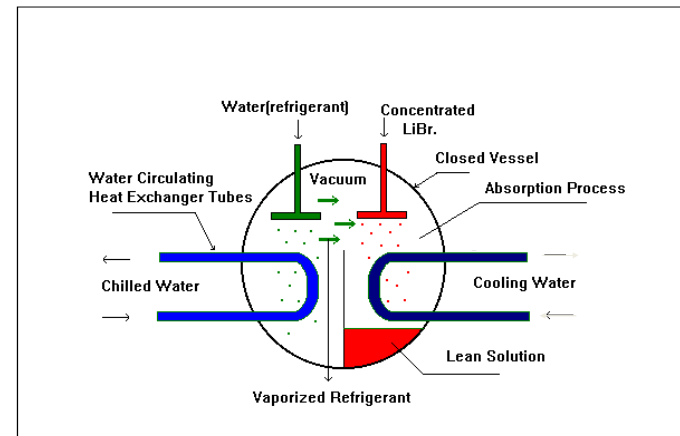 Water(refrigerant)
Concentrated
LiBr.
Closed Vessel
Water Circulating
Heat Exchanger Tubes
Vacuum
Absorption Process
Chilled Water
Cooling Water
Lean Solution
Vaporized Refrigerant